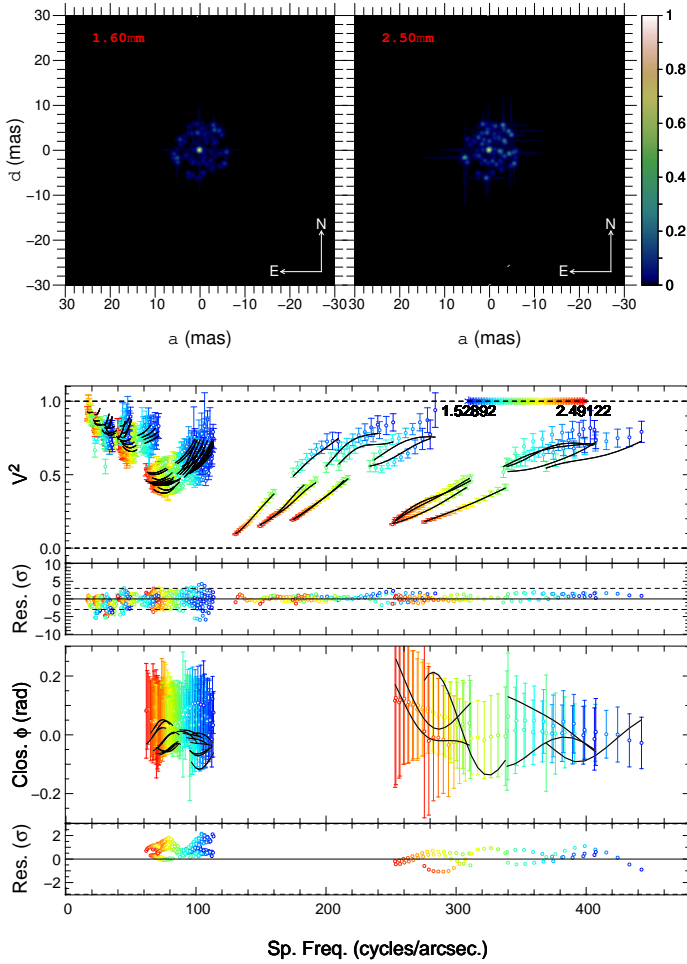 30
20
10
0
−10
−20
−30
d (mas)
1.60mm
2.50mm
N
E
N
E
1
0.8
0.6
0.4
0.2
0
30 20 10 0 −10 −20 −30
30 20 10 0 −10 −20 −30
a (mas)
a (mas)
1.0
0.5
0.0
V²
1.52892
2.49122
10
5
0
−5
−10
Res. (σ)
0.2
0.0
−0.2
Clos. ϕ (rad)
2
0
−2
Res. (σ)
0 100 200 300 400
Sp. Freq. (cycles/arcsec.)